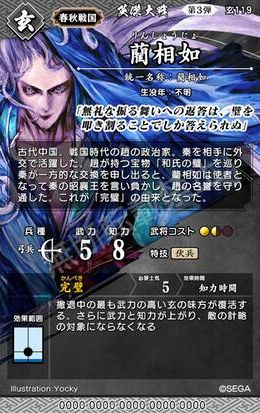 玄
春秋戦国
英傑大戦
第3弾
玄119
りんしょうじょ
藺相如
統一名称：藺相如
生没年：不明
「無礼な振る舞いへの返答は、璧を
叩き割ることでしか答えられぬ」
古代中国、戦国時代の趙の政治家。秦を相手に外
交で活躍した。趙が持つ宝物「和氏の璧」を巡り
秦が一方的な交換を申し出ると、藺相如は使者と
なって秦の昭襄王を言い負かし、趙の名誉を守り
通した。これが「完璧」の由来となった。
兵種 武力 知力 武将コスト
弓兵 5 8
特技 伏兵
かんぺき 必要士気 効果時間
完璧 5 知力時間
効果範囲
撤退中の最も武力の高い玄の味方が復活す
る。さらに武力と知力が上がり、敵の計略
の対象にならなくなる
Illustration:Yocky
©SEGA
0000-0000-0000-0000-0000